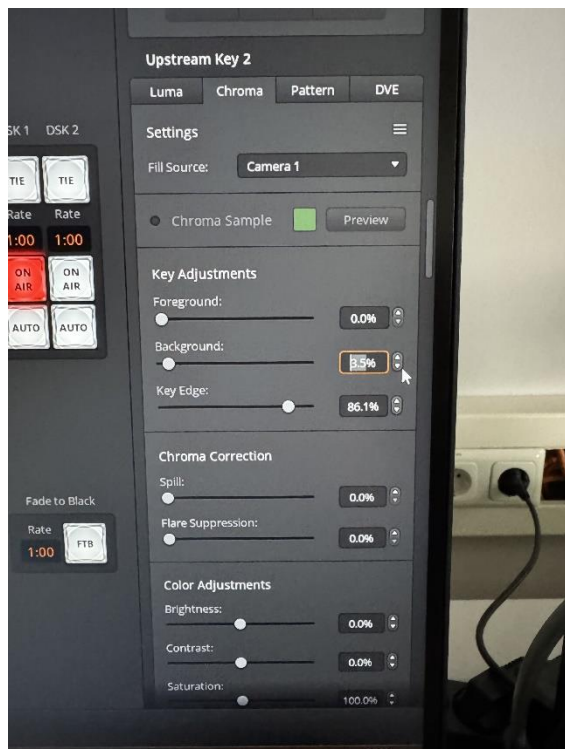 Upstream Key 2
Luma Chroma Pattern DVE
DSK 2
TIE TIE
Rate Rate
1:00 1:00
ON AIR ON AIR
AUTO AUTO
Settings
Fill Source: Camera 1
Chroma Sample Preview
Key Adjustments
Foreground:
0.0%
Background:
3.5%
Key Edge:
86.1%
Chroma Correction
Spill:
0.0%
Flare Suppression:
0.0%
Fade to Black
Rate
1:00 FTB
Color Adjustments
Brightness:
0.0%
Contrast:
0.0%
Saturation:
100.0%